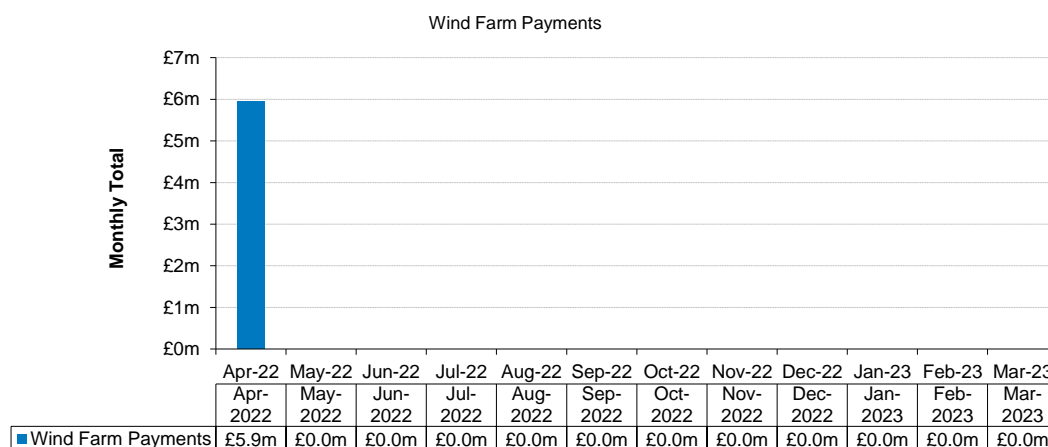 Wind Farm Payments
£7m
£6m
£5m
£4m
£3m
£2m
£1m
£0m
Monthly Total
Apr-22 May-22 Jun-22 Jul-22 Aug-22 Sep-22 Oct-22 Nov-22 Dec-22 Jan-23 Feb-23 Mar-23
Apr- May- Jun- Jul- Aug- Sep- Oct- Nov- Dec- Jan- Feb- Mar-
2022 2022 2022 2022 2022 2022 2022 2022 2022 2023 2023 2023
Wind Farm Payments £5.9m £0.0m £0.0m £0.0m £0.0m £0.0m £0.0m £0.0m £0.0m £0.0m £0.0m £0.0m